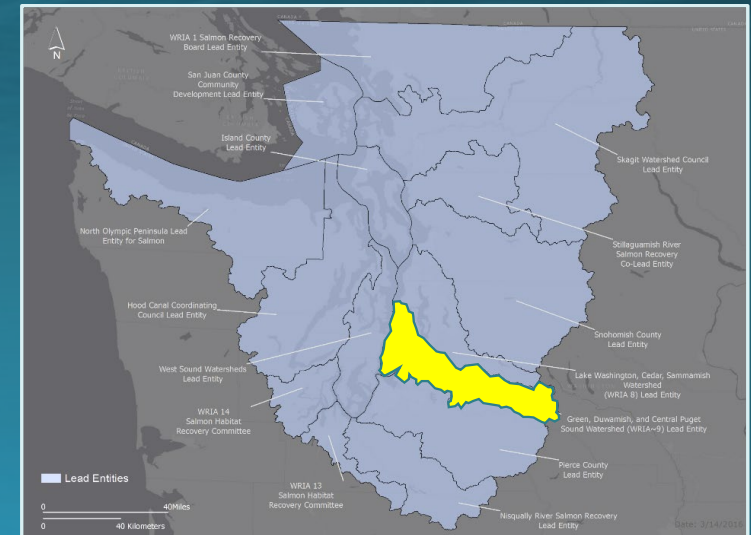 WRIA 1 Salmon Recovery
Board Lead Entity
San Juan County
Community
Development Lead Entity
Island County
Lead Entity
Skagit Watershed Council
Lead Entity
North Olympic Peninsula Lead
Entity for Salmon
Stillaguamish River
Salmon Recovery
Co-Lead Entity
Hood Canal Coordinating
Council Lead Entity
Snohomish County
Lead Entity
West Sound Watersheds
Lead Entity
Lake Washington, Cedar, Sammamish
Watershed
(WRIA 8) Lead Entity
WRIA 14
Salmon Habitat
Recovery Committee
Green, Duwamish, and Central Puget
Sound Watershed (WRIA~9) Lead Entity
Pierce County
Lead Entity
WRIA 13
Salmon Habitat
Recovery Committee
Nisqually River Salmon Recovery
Lead Entity
N
Lead Entities
0 40Miles
0 40 Kilometers